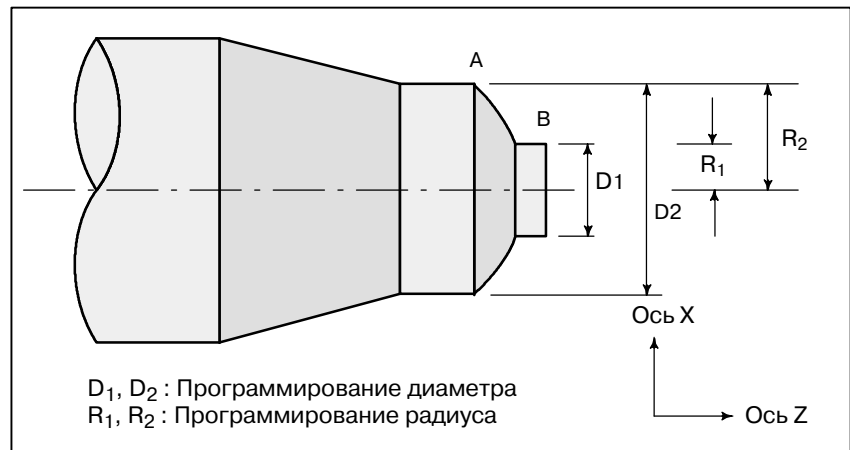 A
B
D1
D2
R₁
R₂
Ось X
Ось Z
D₁, D₂ : Программирование диаметра
R₁, R₂ : Программирование радиуса